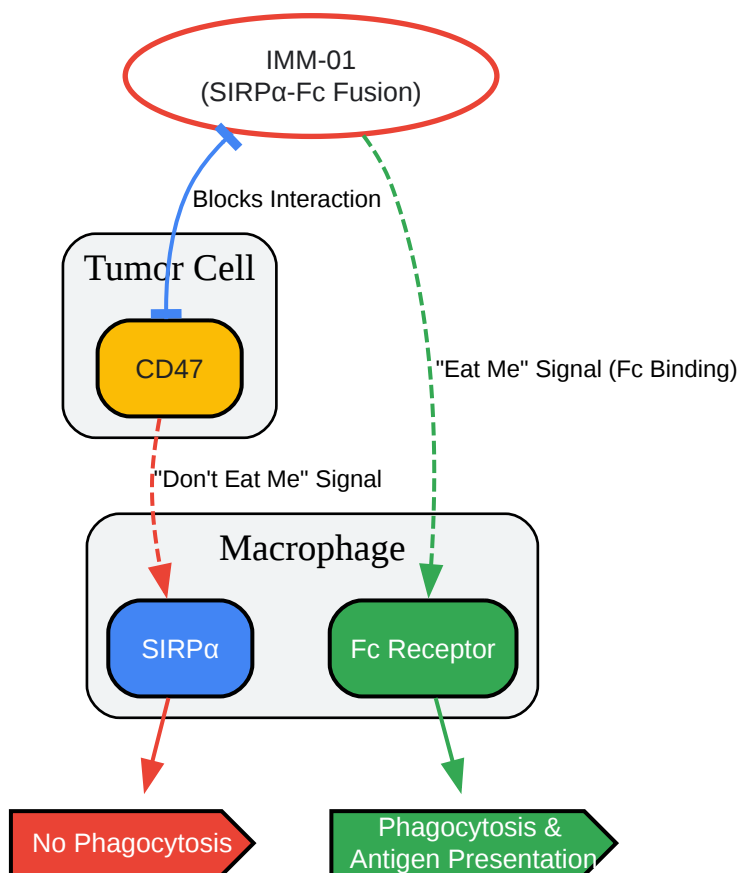 IMM-01
(SIRPα-Fc Fusion)
Blocks Interaction
Tumor Cell
CD47
"Eat Me" Signal (Fc Binding)
"Don't Eat Me" Signal
Macrophage
SIRPα
Fc Receptor
No Phagocytosis
Phagocytosis &
Antigen Presentation